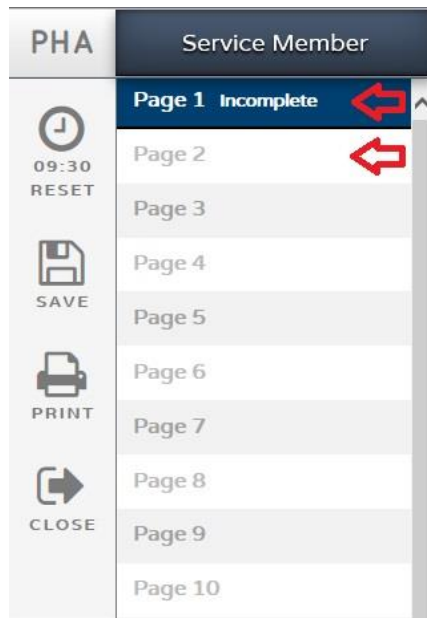 PHA
Service Member
09:30
RESET
SAVE
PRINT
CLOSE
Page 1 Incomplete
Page 2
Page 3
Page 4
Page 5
Page 6
Page 7
Page 8
Page 9
Page 10